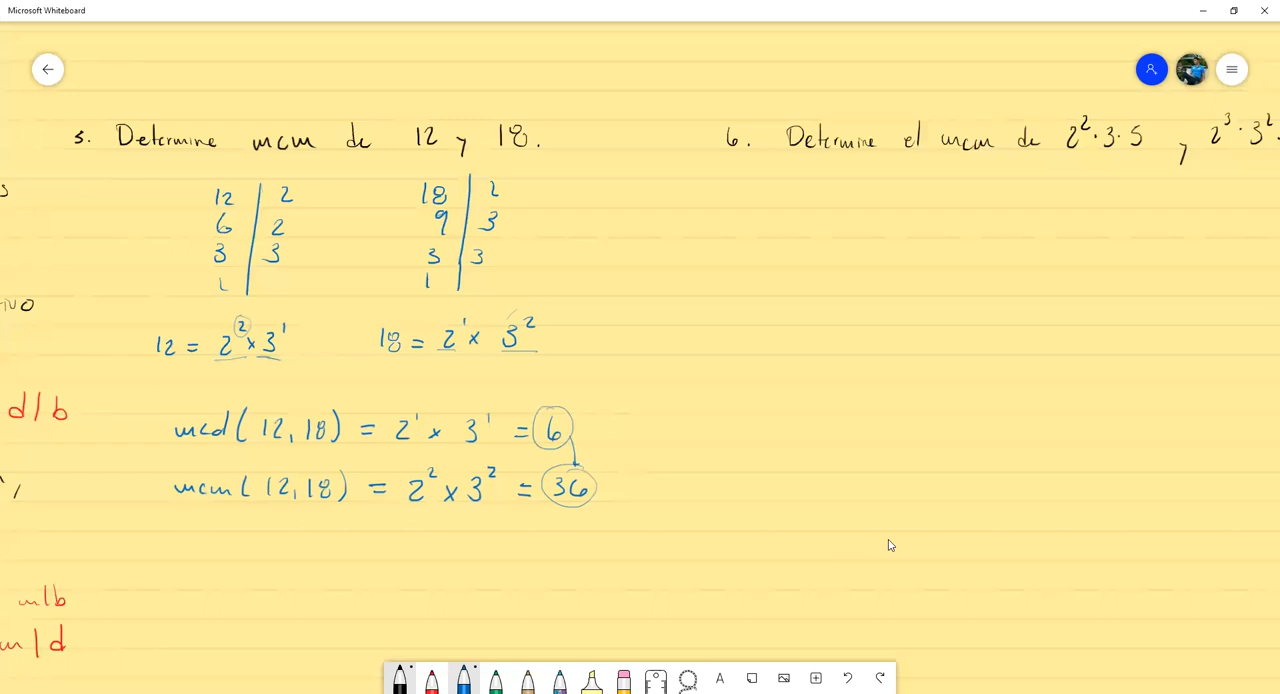 Microsoft Whiteboard
5. Determine mcm de 12 y 18.
12 | 2
6 | 2
3 | 3
1 |
18 | 2
9 | 3
3 | 3
1 |
12 = 2² × 3¹
18 = 2¹ × 3²
mcd(12,18) = 2¹ × 3¹ = 6
mcm(12,18) = 2² × 3² = 36
6. Determine el mcm de 2²·3·5 y 2³·3²·
d/b
m|b
m|d
A